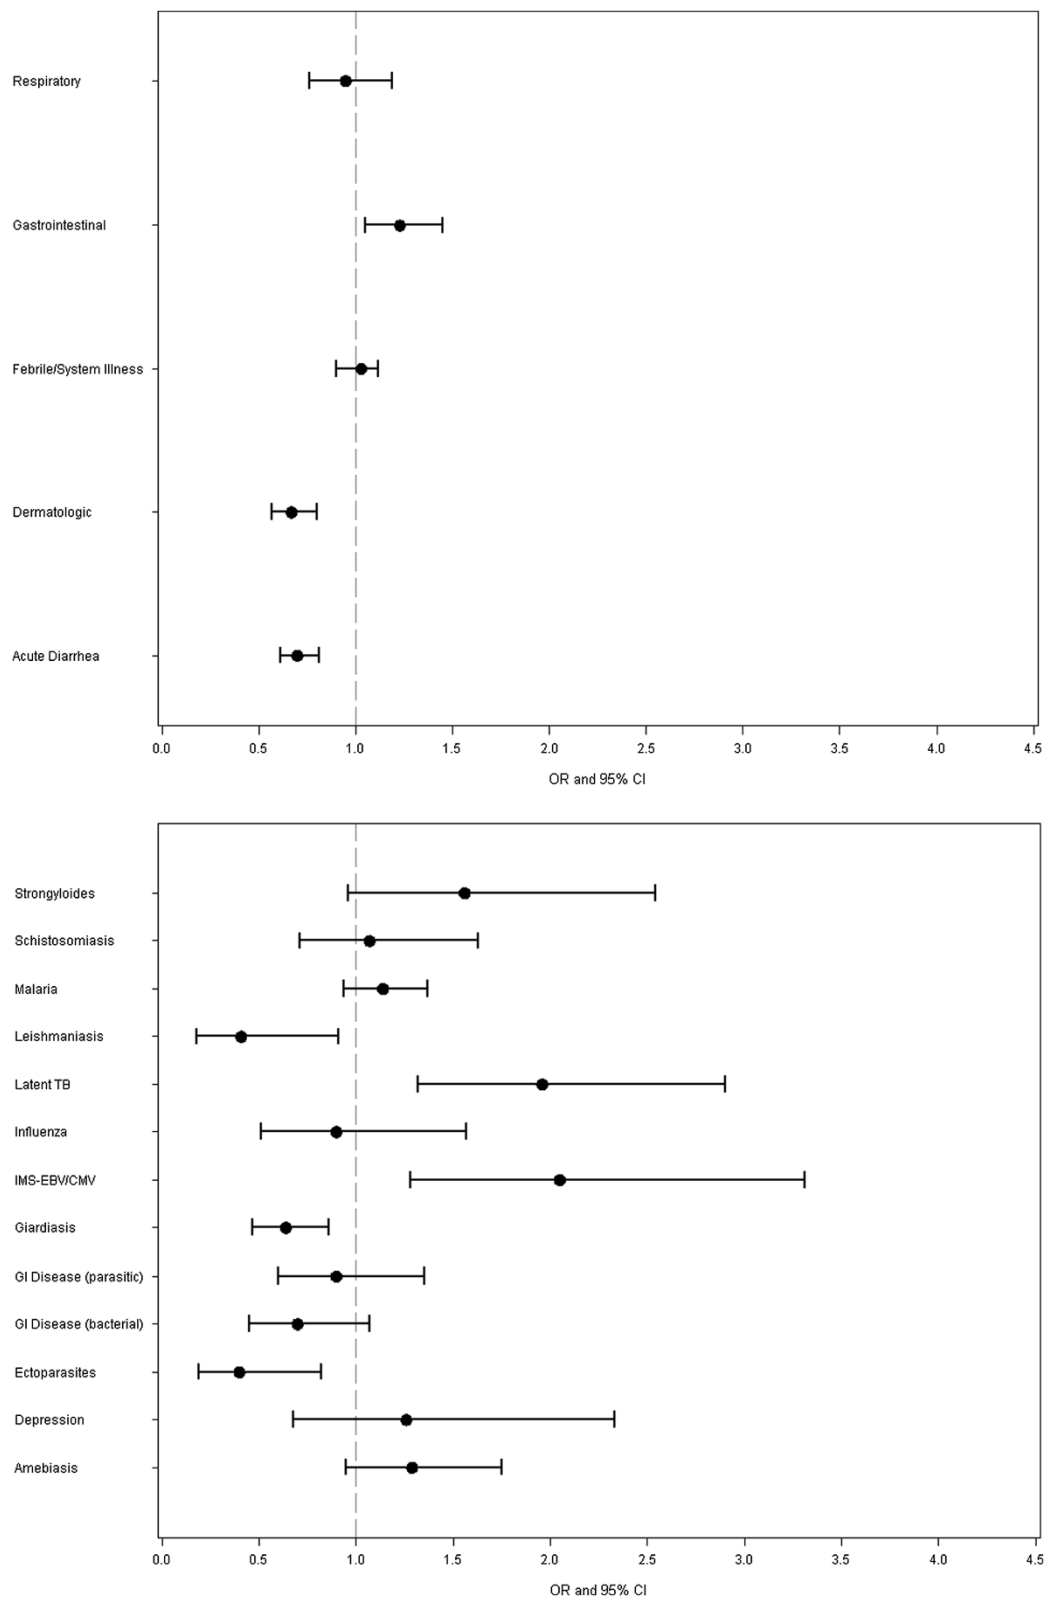 Respiratory
Gastrointestinal
Febrile/System Illness
Dermatologic
Acute Diarrhea
0.0 0.5 1.0 1.5 2.0 2.5 3.0 3.5 4.0 4.5
OR and 95% CI
Strongyloides
Schistosomiasis
Malaria
Leishmaniasis
Latent TB
Influenza
IMS-EBV/CMV
Giardiasis
GI Disease (parasitic)
GI Disease (bacterial)
Ectoparasites
Depression
Amebiasis
0.0 0.5 1.0 1.5 2.0 2.5 3.0 3.5 4.0 4.5
OR and 95% CI